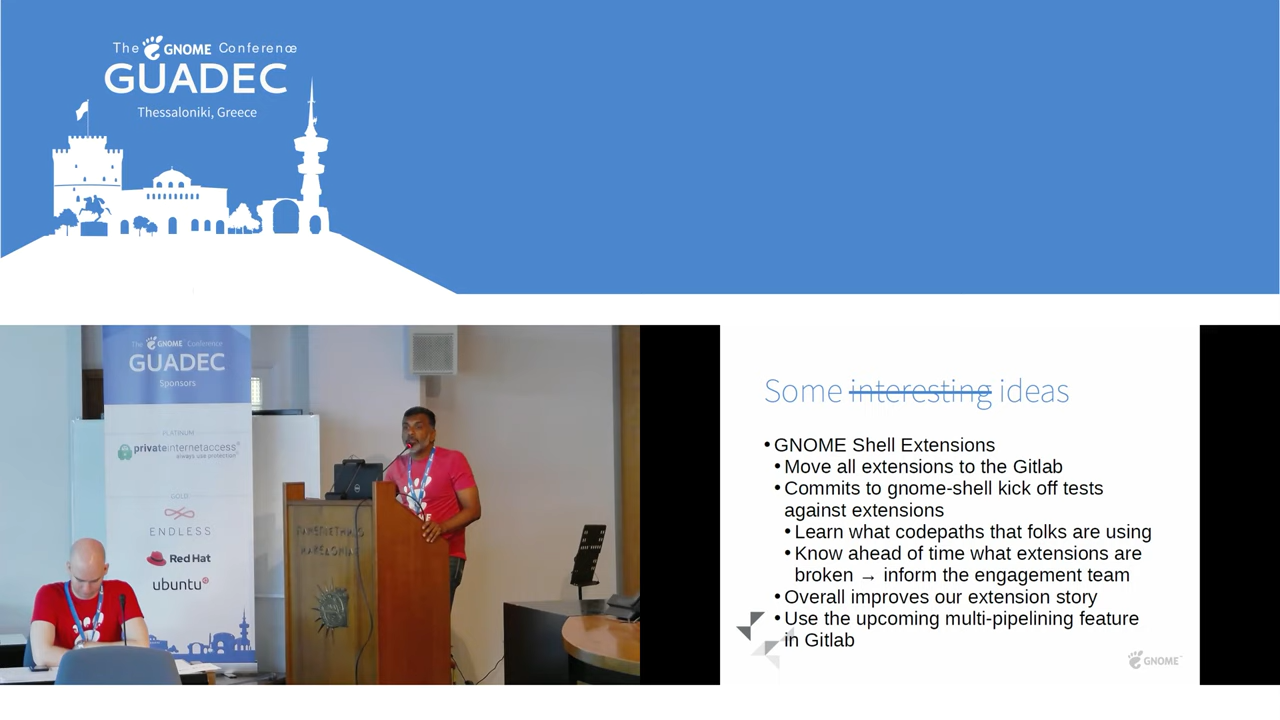 The GNOME Conference
GUADEC
Thessaloniki, Greece
The GNOME Conference
GUADEC
Sponsors
PLATINUM
privateinternetaccess
always use protection
GOLD
ENDLESS
Red Hat
ubuntu
DELL
Some interesting ideas
• GNOME Shell Extensions
• Move all extensions to the Gitlab
• Commits to gnome-shell kick off tests
against extensions
• Learn what codepaths that folks are using
• Know ahead of time what extensions are
broken → inform the engagement team
• Overall improves our extension story
• Use the upcoming multi-pipelining feature
in Gitlab
GNOME